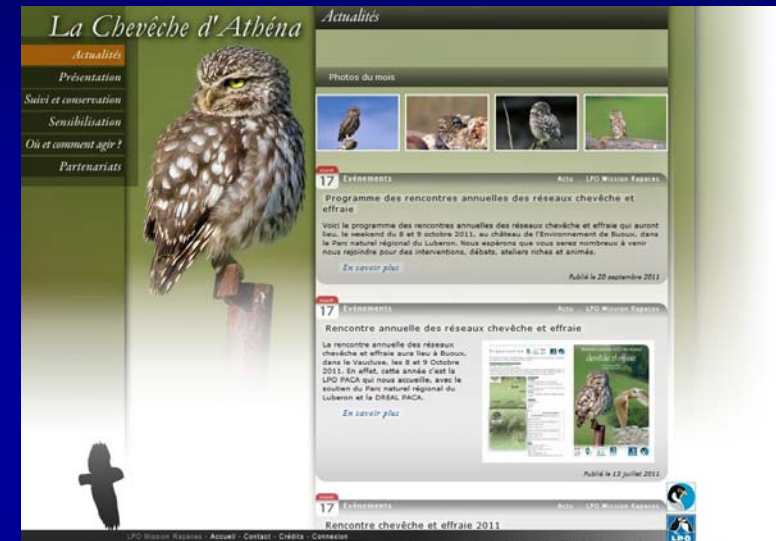 La Chevêche d'Athéna
Actualités
Présentation
Suivi et conservation
Sensibilisation
Où et comment agir ?
Partenariats
Actualités
Photos du mois
17 Evénements
Actu . LPO Mission Rapaces
Programme des rencontres annuelles des réseaux chevêche et
effraie
Voici le programme des rencontres annuelles des réseaux chevêche et effraie qui auront
lieu, le weekend du 8 et 9 octobre 2011, au château de l'Environnement de Buoux, dans
le Parc naturel régional du Luberon. Nous espérons que vous serez nombreux à venir
nous rejoindre pour des interventions, débats, ateliers riches et animés.
En savoir plus
Publié le 20 septembre 2011
17 Evénements
Actu . LPO Mission Rapaces
Rencontre annuelle des réseaux chevêche et effraie
La rencontre annuelle des réseaux
chevêche et effraie aura lieu à Buoux,
dans le Vaucluse, les 8 et 9 Octobre
2011. En effet, cette année c'est la
LPO PACA qui nous accueille, avec le
soutien du Parc naturel régional du
Luberon et la DREAL PACA.
En savoir plus
chevêche et effraie
Publié le 13 juillet 2011
17 Evénements
Actu . LPO Mission Rapaces
Rencontre chevêche et effraie 2011
LPO Mission Rapaces - Accueil - Contact - Crédits - Connexion
LPO